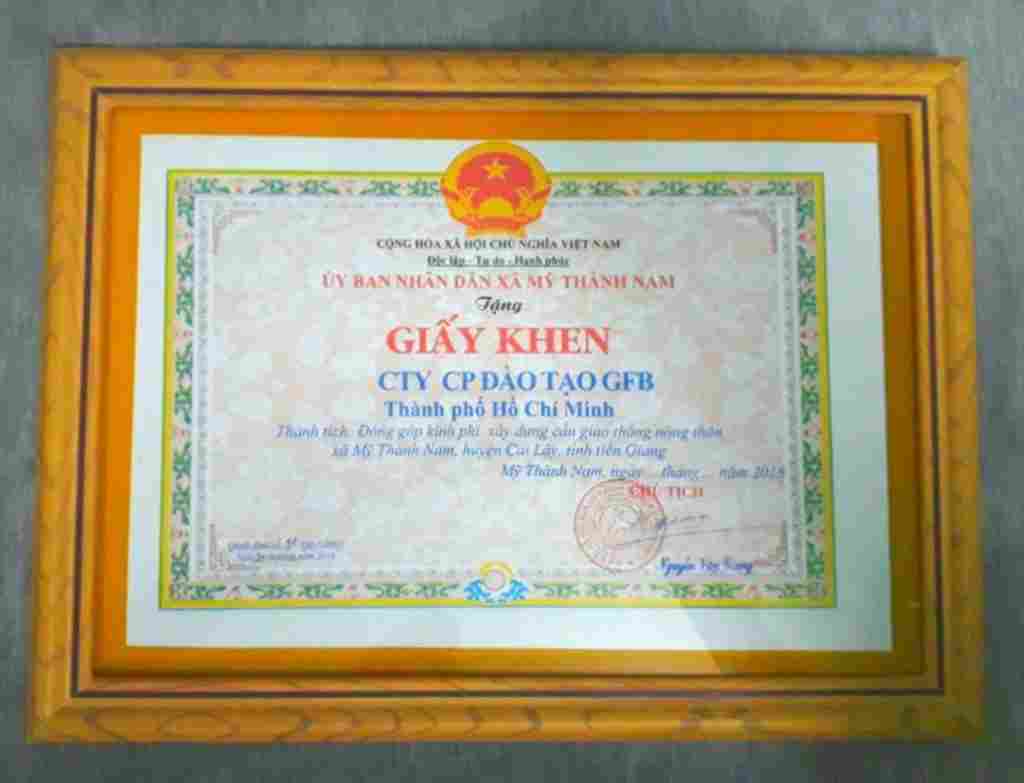 CỘNG HÒA XÃ HỘI CHỦ NGHĨA VIỆT NAM
Độc lập - Tự do - Hạnh phúc
ỦY BAN NHÂN DÂN XÃ MỸ THÀNH NAM
Tặng
GIẤY KHEN
CTY CP ĐÀO TẠO GFB
Thành phố Hồ Chí Minh
Thành tích: Đóng góp kinh phí xây dựng cầu giao thông nông thôn
xã Mỹ Thành Nam, huyện Cai Lậy, tỉnh tiền Giang
Mỹ Thành Nam, ngày... tháng... năm 2018
CHỦ TỊCH
Nguyễn Văn